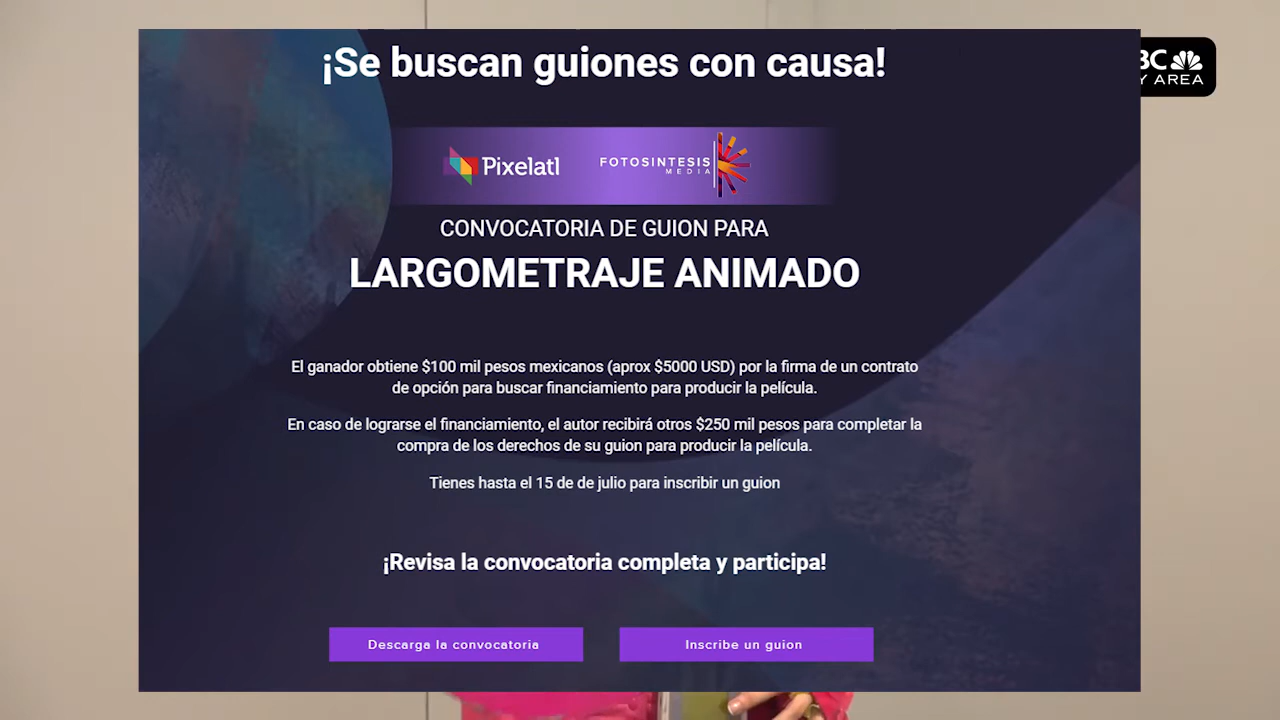 ¡Se buscan guiones con causa!
BC
Y AREA
Pixelatl
FOTOSINTESIS
MEDIA
CONVOCATORIA DE GUION PARA
LARGOMETRAJE ANIMADO
El ganador obtiene $100 mil pesos mexicanos (aprox $5000 USD) por la firma de un contrato
de opción para buscar financiamiento para producir la película.
En caso de lograrse el financiamiento, el autor recibirá otros $250 mil pesos para completar la
compra de los derechos de su guion para producir la película.
Tienes hasta el 15 de de julio para inscribir un guion
¡Revisa la convocatoria completa y participa!
Descarga la convocatoria
Inscribe un guion